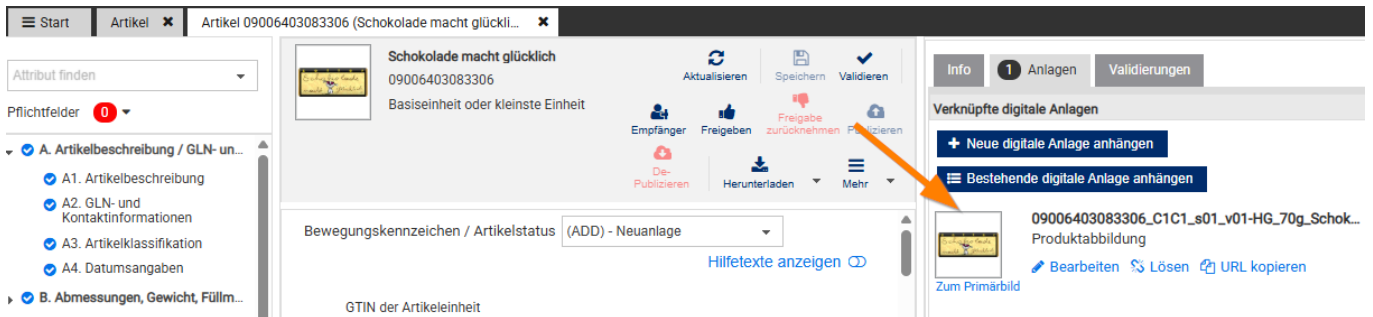 Start
Artikel
Artikel 09006403083306 (Schokolade macht glückli...
Attribut finden
Pflichtfelder 0
A. Artikelbeschreibung / GLN- un...
A1. Artikelbeschreibung
A2. GLN- und
Kontaktinformationen
A3. Artikelklassifikation
A4. Datumsangaben
B. Abmessungen, Gewicht, Füllm...
Schokolade macht glücklich
09006403083306
Basiseinheit oder kleinste Einheit
Aktualisieren
Speichern
Validieren
Empfänger
Freigeben
Freigabe
zurücknehmen
Publizieren
De-
Publizieren
Herunterladen
Mehr
Bewegungskennzeichen / Artikelstatus (ADD) - Neuanlage
Hilfetexte anzeigen
GTIN der Artikeleinheit
Info
1 Anlagen
Validierungen
Verknüpfte digitale Anlagen
+ Neue digitale Anlage anhängen
Bestehende digitale Anlage anhängen
09006403083306_C1C1_s01_v01-HG_70g_Schok...
Produktabbildung
Bearbeiten Lösen URL kopieren
Zum Primärbild